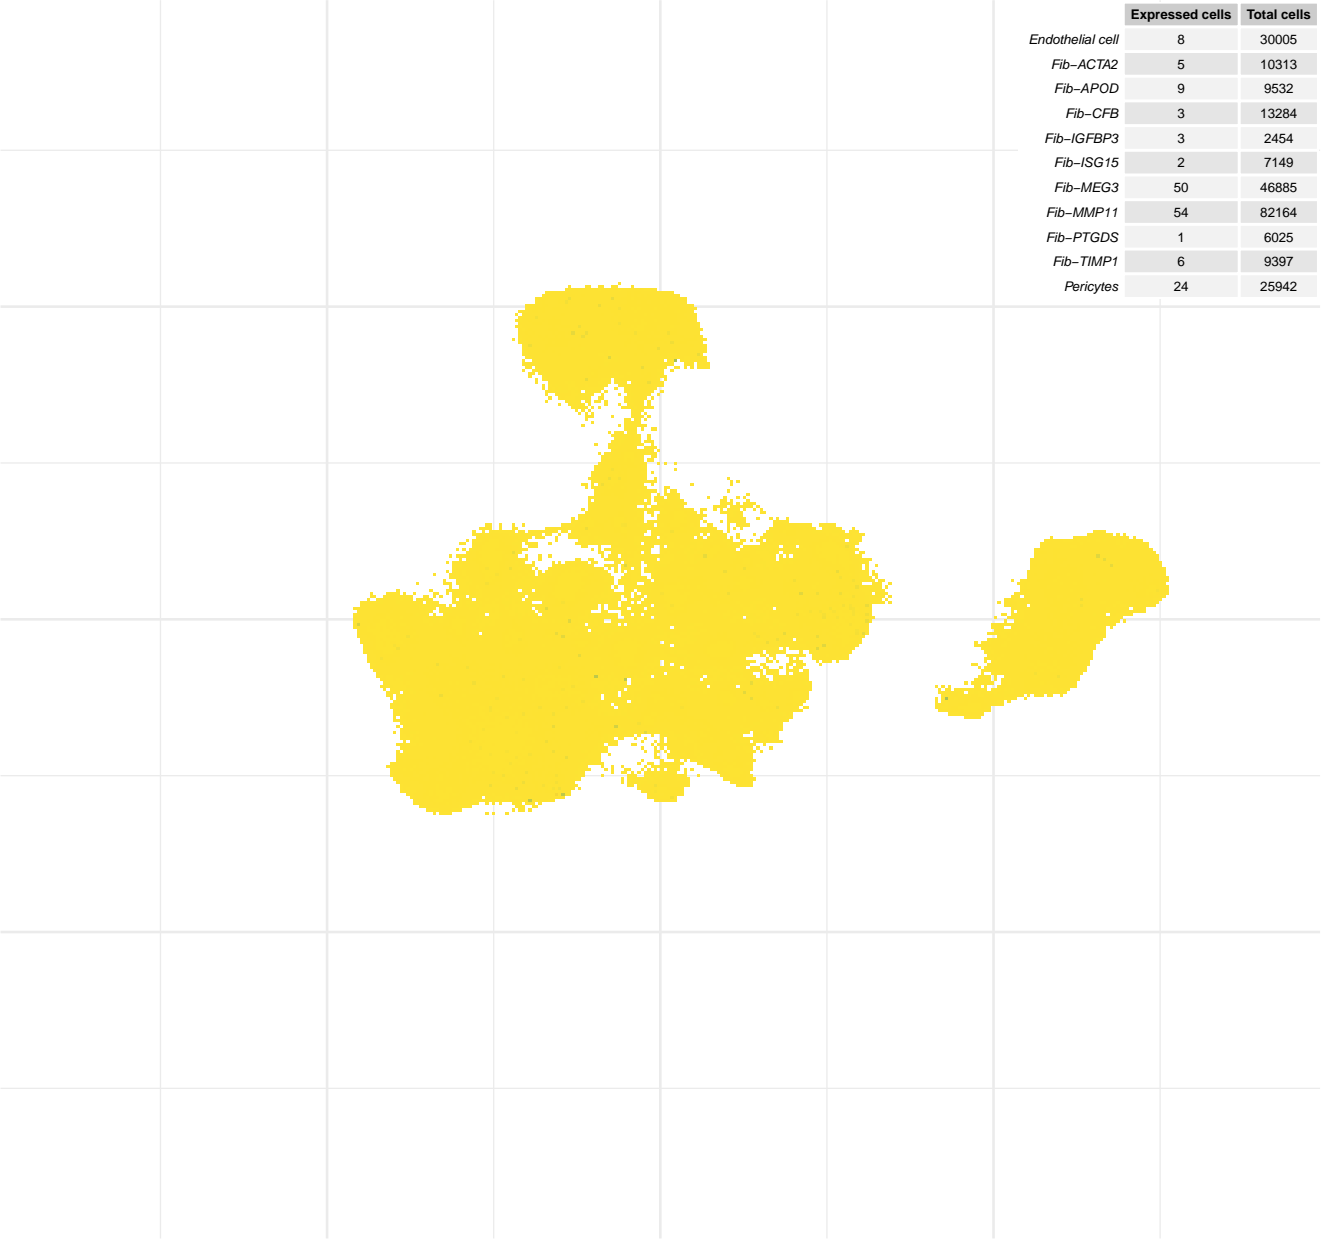 Expressed cells Total cells
Endothelial cell 8 30005
Fib−ACTA2 5 10313
Fib−APOD 9 9532
Fib−CFB 3 13284
Fib−IGFBP3 3 2454
Fib−ISG15 2 7149
Fib−MEG3 50 46885
Fib−MMP11 54 82164
Fib−PTGDS 1 6025
Fib−TIMP1 6 9397
Pericytes 24 25942